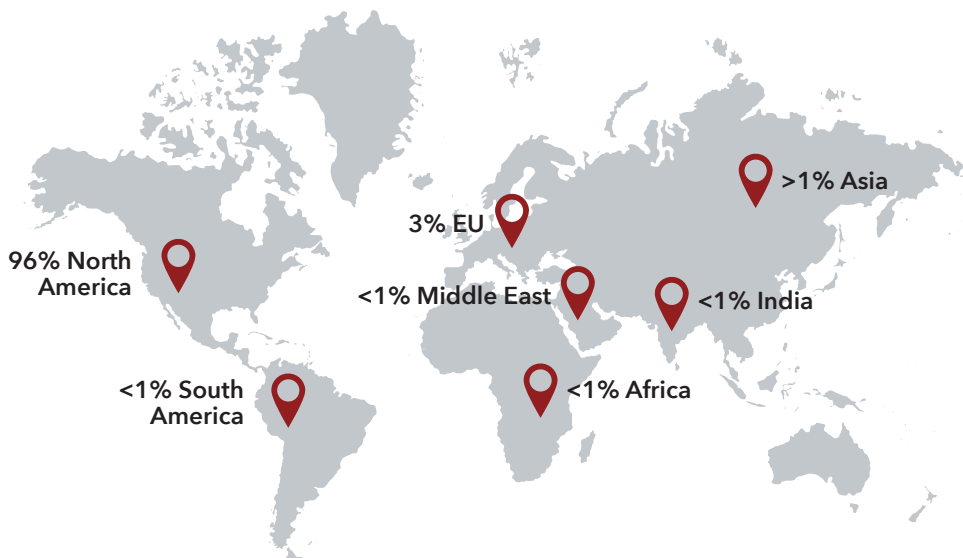 >1% Asia
3% EU
96% North
America
<1% Middle East
<1% India
<1% South
America
<1% Africa